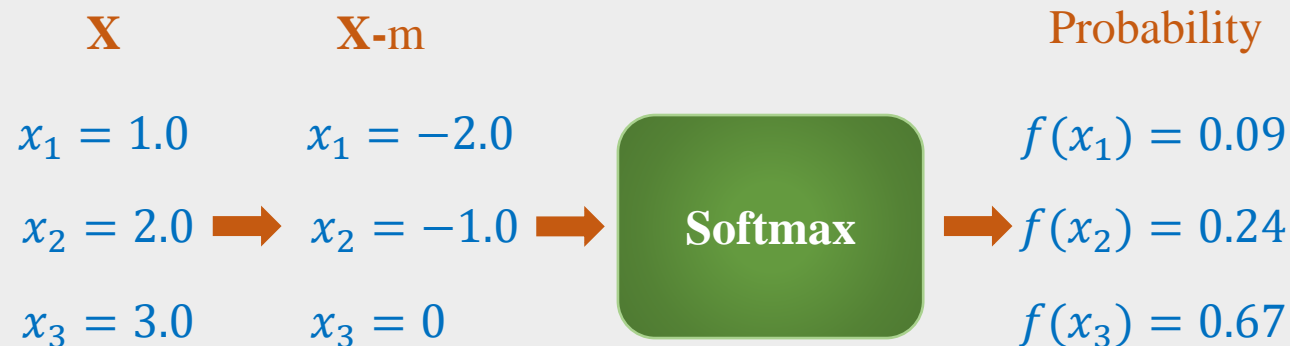 X X-m Probability
x₁ = 1.0 x₁ = −2.0 f(x₁) = 0.09
x₂ = 2.0 x₂ = −1.0 Softmax f(x₂) = 0.24
x₃ = 3.0 x₃ = 0 f(x₃) = 0.67